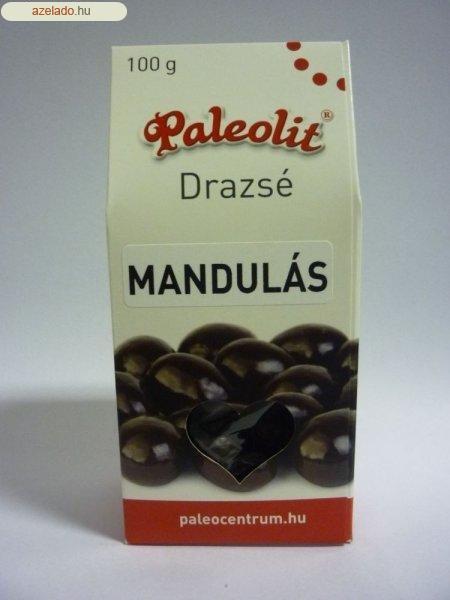 azelado.hu
100 g
Paleolit®
Drazsé
MANDULÁS
paleocentrum.hu